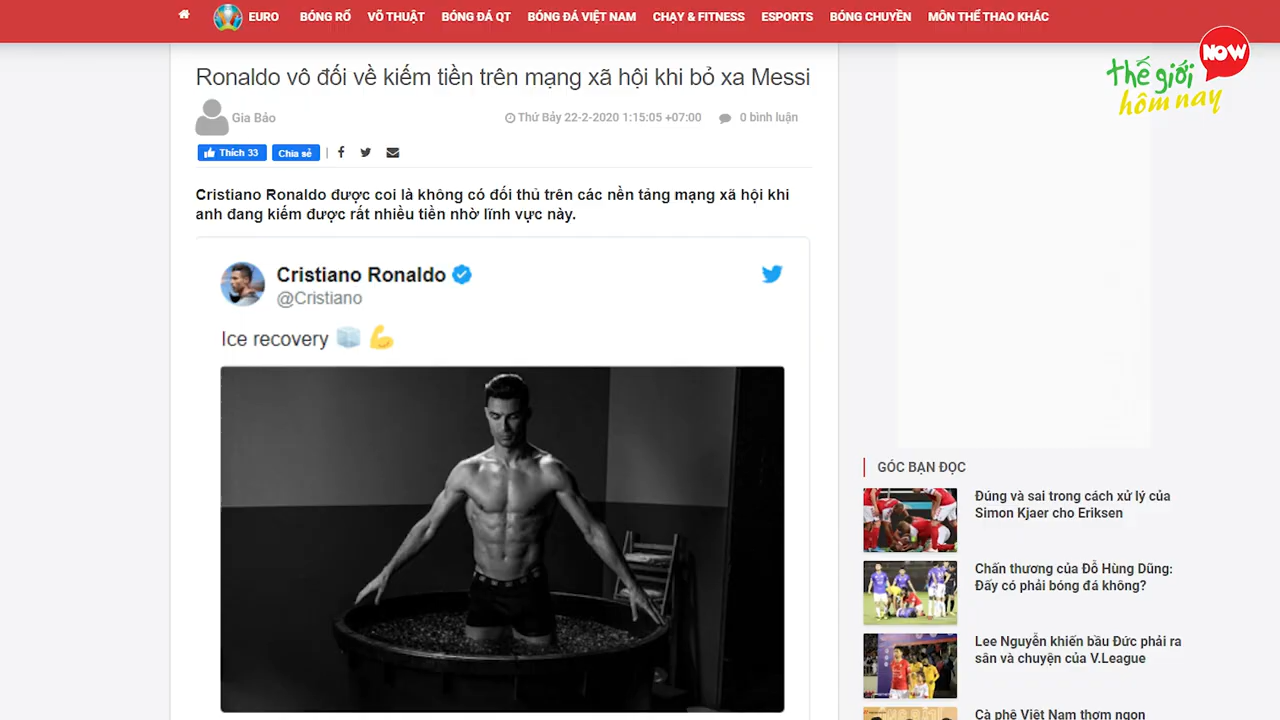 EURO BÓNG RỔ VÕ THUẬT BÓNG ĐÁ QT BÓNG ĐÁ VIỆT NAM CHẠY & FITNESS ESPORTS BÓNG CHUYỀN MÔN THỂ THAO KHÁC
NOW
thế giới
hôm nay
Ronaldo vô đối về kiếm tiền trên mạng xã hội khi bỏ xa Messi
Gia Bảo
Thứ Bảy 22-2-2020 1:15:05 +07:00 0 bình luận
Thích 33 Chia sẻ |
Cristiano Ronaldo được coi là không có đối thủ trên các nền tảng mạng xã hội khi
anh đang kiếm được rất nhiều tiền nhờ lĩnh vực này.
Cristiano Ronaldo
@Cristiano
Ice recovery 🧊 💪
GÓC BẠN ĐỌC
Đúng và sai trong cách xử lý của
Simon Kjaer cho Eriksen
Chấn thương của Đỗ Hùng Dũng:
Đấy có phải bóng đá không?
Lee Nguyễn khiến bầu Đức phải ra
sân và chuyện của V.League
Cà phê Việt Nam thơm ngon